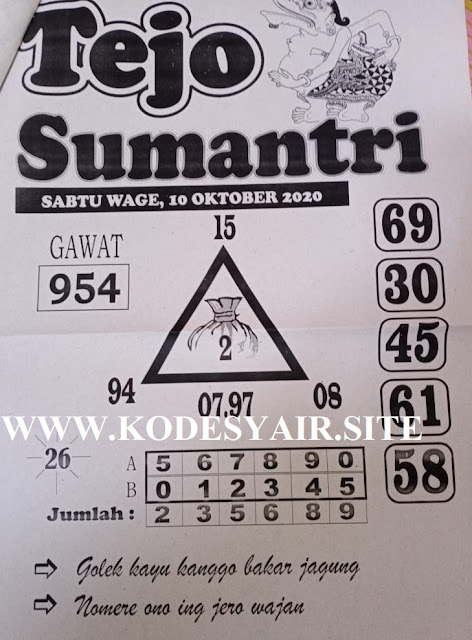 Tejo
Sumantri
SABTU WAGE, 10 OKTOBER 2020
GAWAT
954
15
2
94
07.97
08
69
30
45
61
58
WWW.KODESYAIR.SITE
26
A 5 6 7 8 9 0
B 0 1 2 3 4 5
Jumlah : 2 3 5 6 8 9
⇨ Golek kayu kanggo bakar jagung
⇨ Nomere ono ing jero wajan